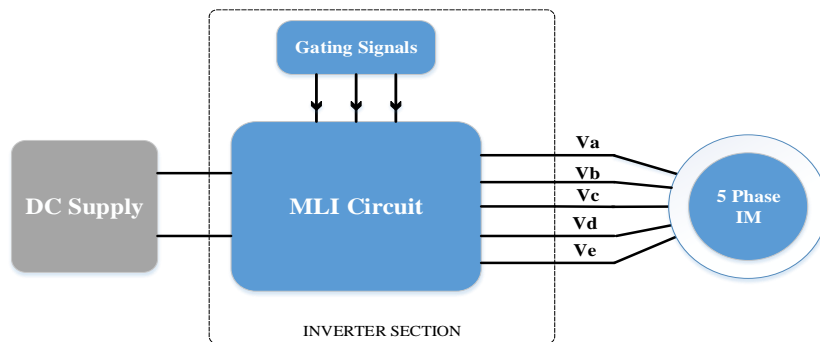 Gating Signals
DC Supply
MLI Circuit
Va
Vb
Vc
Vd
Ve
5 Phase
IM
INVERTER SECTION